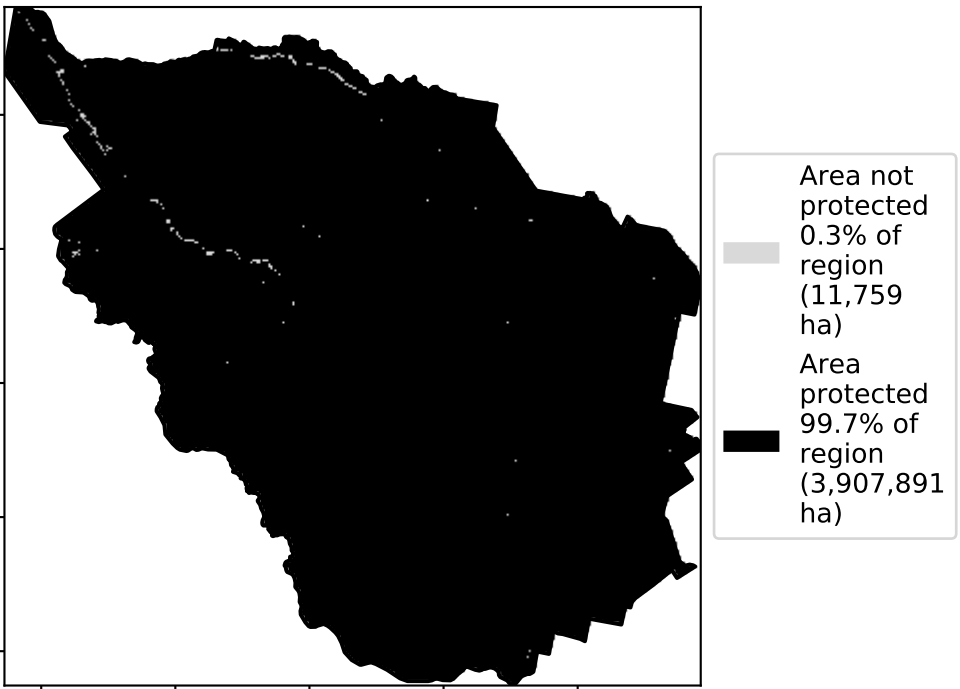 Area not
protected
0.3% of
region
(11,759
ha)
Area
protected
99.7% of
region
(3,907,891
ha)